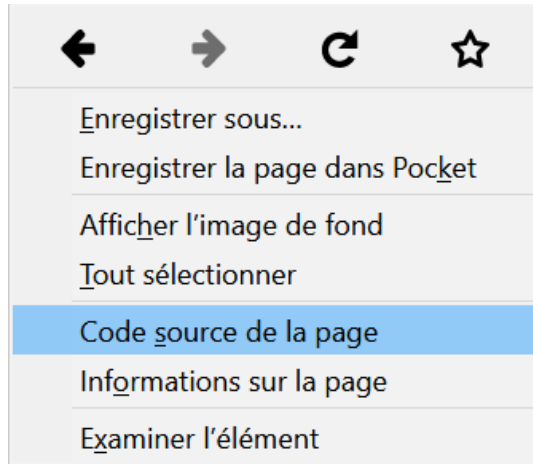 Enregistrer sous...
Enregistrer la page dans Pocket
Afficher l'image de fond
Tout sélectionner
Code source de la page
Informations sur la page
Examiner l'élément